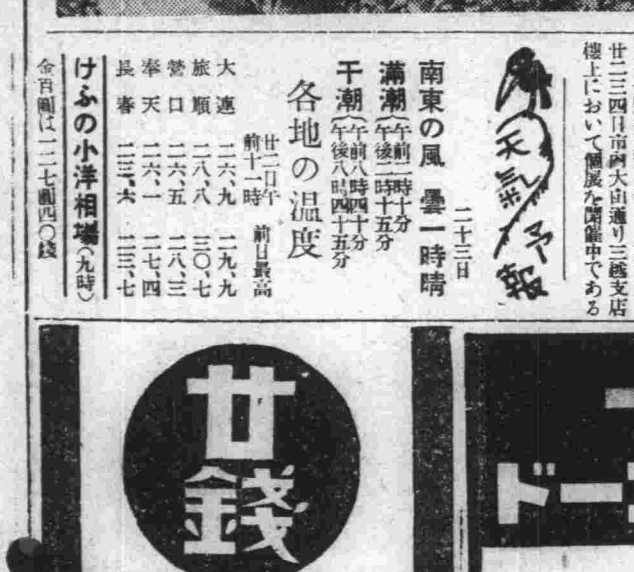 廿二三四日市內大山通り三越支店
樓上において個展を開催中である
天氣予報
二十三日
南東の風 曇一時晴
滿潮(午前二時十分
午後二時十五分
干潮(午前八時四十分
午後八時四十五分
各地の溫度
廿二日午前十一時 前日最高
大連 二六、九 二九、九
旅順 二八、八 三〇、七
營口 二六、五 二八、三
奉天 二六、一 二七、四
長春 二三、六 二三、七
けふの小洋相場(九時)
金百圓は一二七圓四〇錢
廿錢
ド